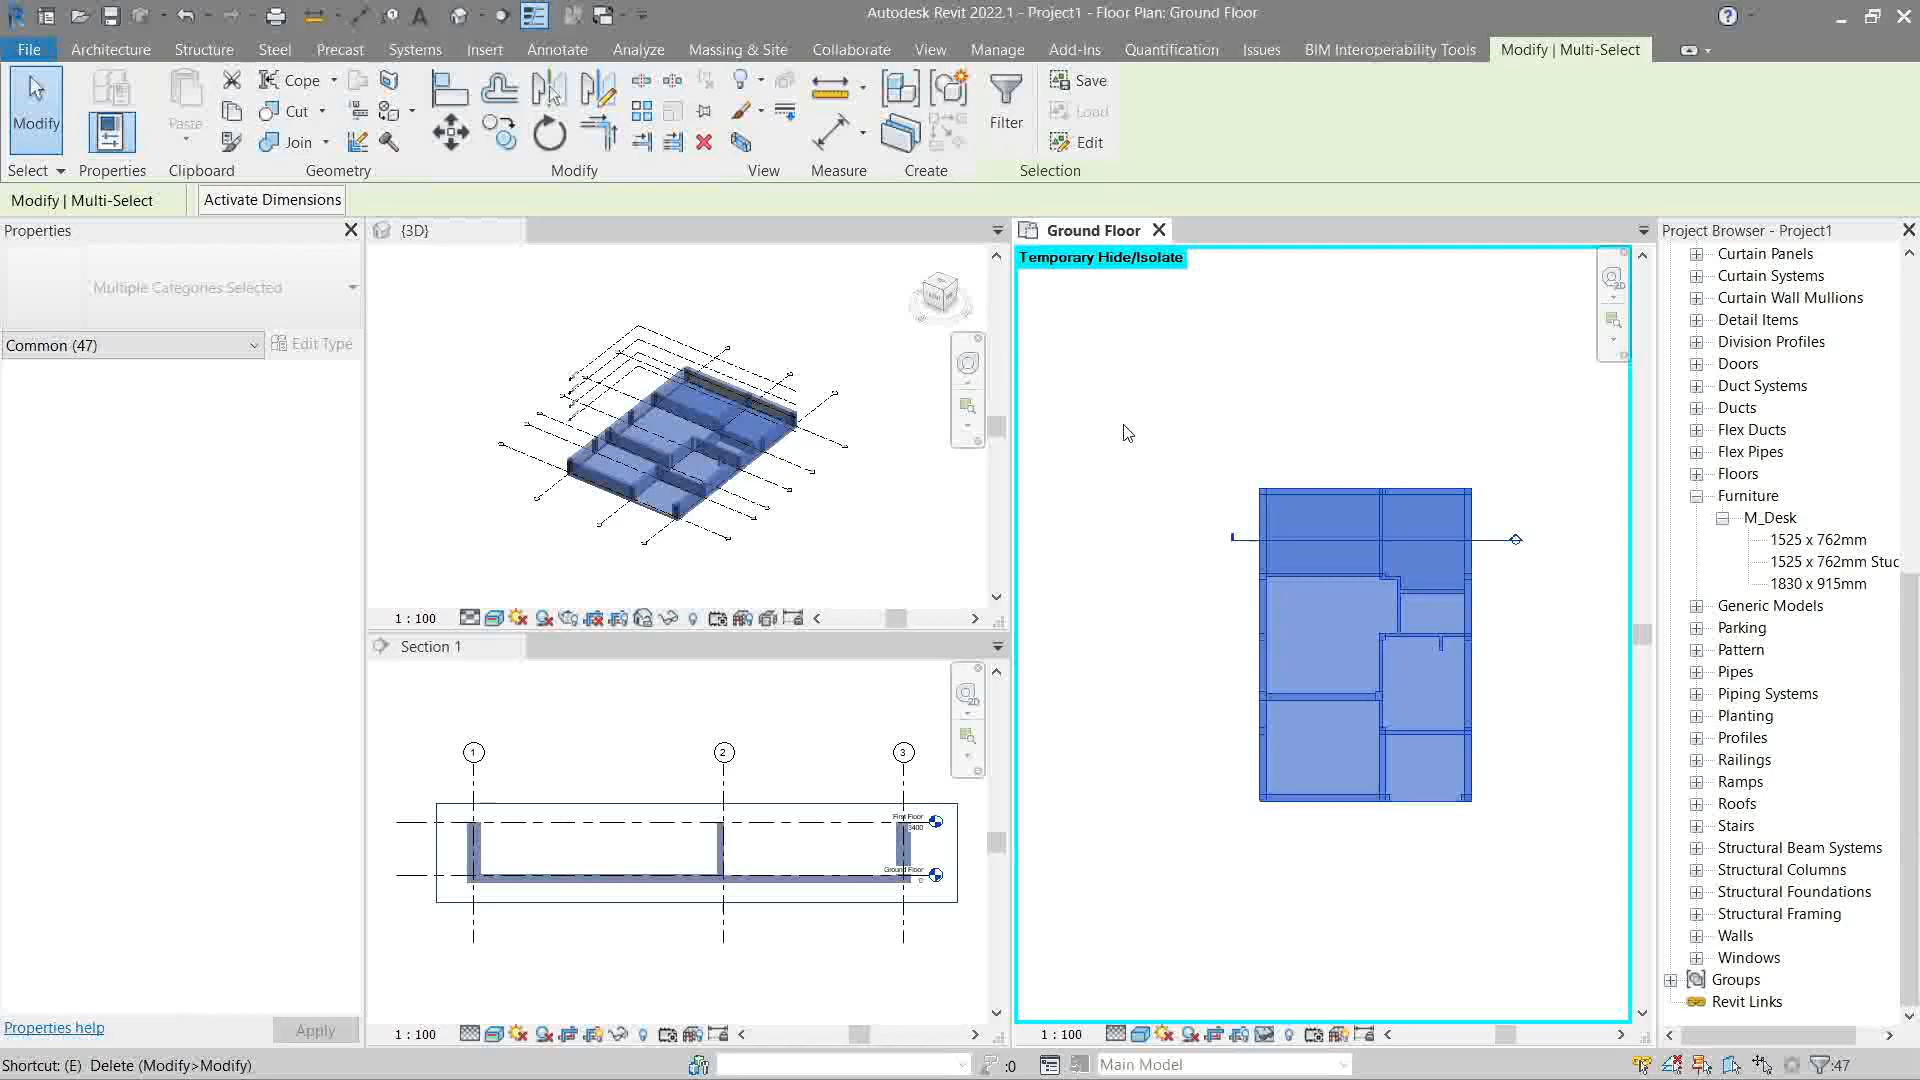 Autodesk Revit 2022.1 - Project1 - Floor Plan: Ground Floor
File Architecture Structure Steel Precast Systems Insert Annotate Analyze Massing & Site Collaborate View Manage Add-Ins Quantification Issues BIM Interoperability Tools Modify | Multi-Select
Modify
Paste
Cope
Cut
Join
Filter
Save
Load
Edit
Select Properties Clipboard Geometry Modify View Measure Create Selection
Modify | Multi-Select Activate Dimensions
Properties
Multiple Categories Selected
Common (47)
Edit Type
Properties help
Apply
{3D}
1 : 100
Section 1
1
2
3
First Floor
3400
Ground Floor
0
1 : 100
Ground Floor
Temporary Hide/Isolate
2D
1 : 100
Project Browser - Project1
Curtain Panels
Curtain Systems
Curtain Wall Mullions
Detail Items
Division Profiles
Doors
Duct Systems
Ducts
Flex Ducts
Flex Pipes
Floors
Furniture
M_Desk
1525 x 762mm
1525 x 762mm Stuc
1830 x 915mm
Generic Models
Parking
Pattern
Pipes
Piping Systems
Planting
Profiles
Railings
Ramps
Roofs
Stairs
Structural Beam Systems
Structural Columns
Structural Foundations
Structural Framing
Walls
Windows
Groups
Revit Links
Shortcut: (E) Delete (Modify>Modify)
:0
Main Model
:47